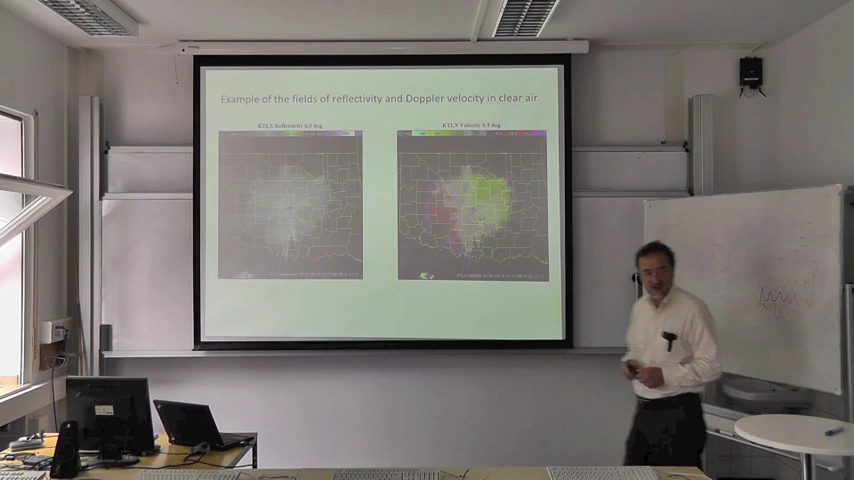 Example of the fields of reflectivity and Doppler velocity in clear air
KTLX Reflectivity 0.5 deg
KTLX Velocity 0.5 deg